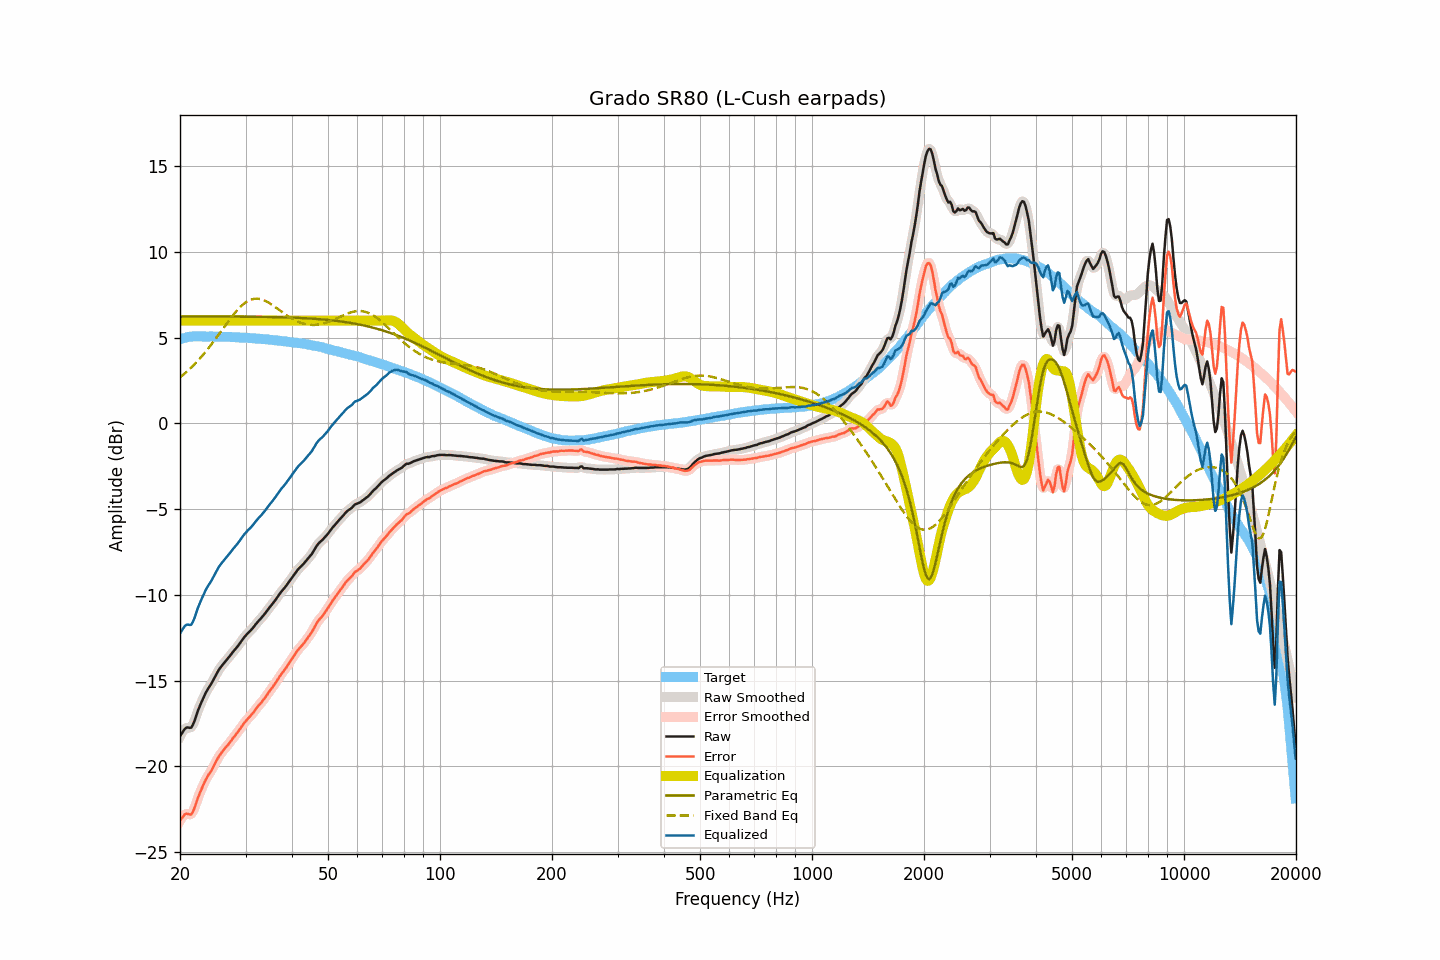 Grado SR80 (L-Cush earpads)
15
10
5
0
−5
−10
−15
−20
−25
Amplitude (dBr)
Target
Raw Smoothed
Error Smoothed
Raw
Error
Equalization
Parametric Eq
Fixed Band Eq
Equalized
20 50 100 200 500 1000 2000 5000 10000 20000
Frequency (Hz)